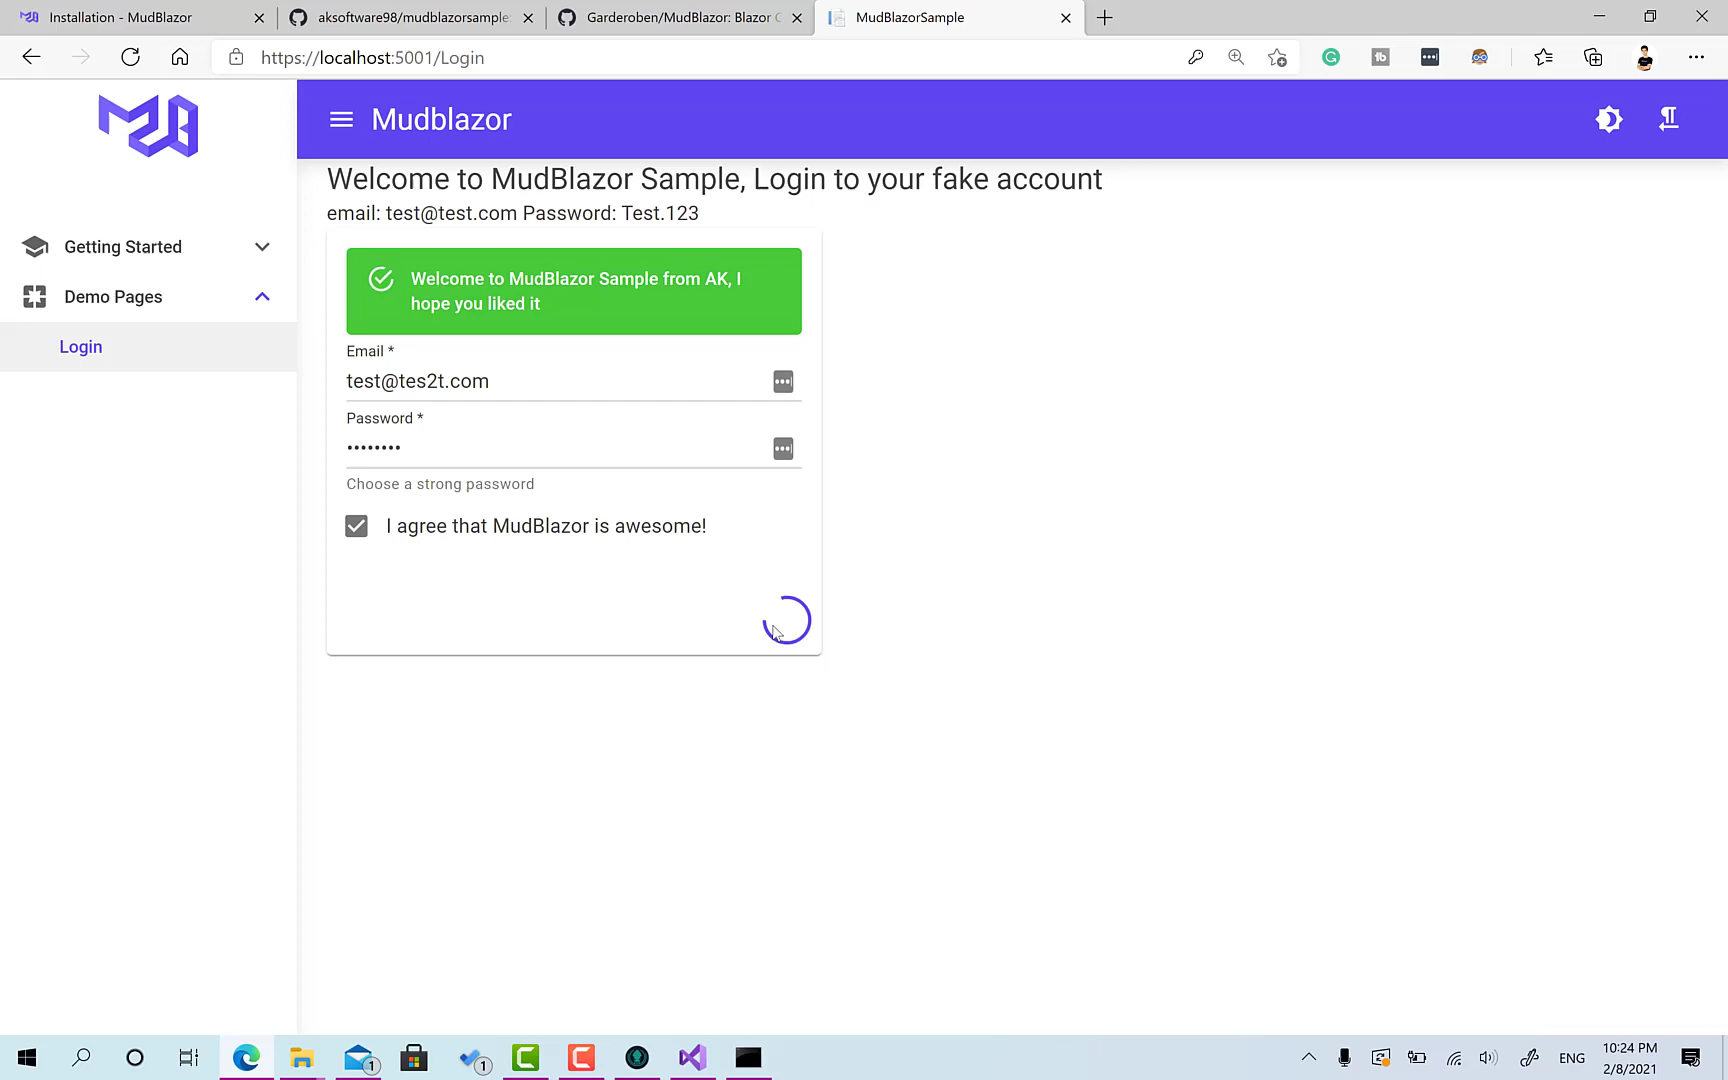 Installation - MudBlazor
aksoftware98/mudblazorsample:
Garderoben/MudBlazor: Blazor C
MudBlazorSample
https://localhost:5001/Login
Mudblazor
Welcome to MudBlazor Sample, Login to your fake account
email: test@test.com Password: Test.123
Getting Started
Demo Pages
Login
Welcome to MudBlazor Sample from AK, I
hope you liked it
Email *
test@tes2t.com
Password *
••••••••
Choose a strong password
I agree that MudBlazor is awesome!
1
1
ENG
10:24 PM
2/8/2021